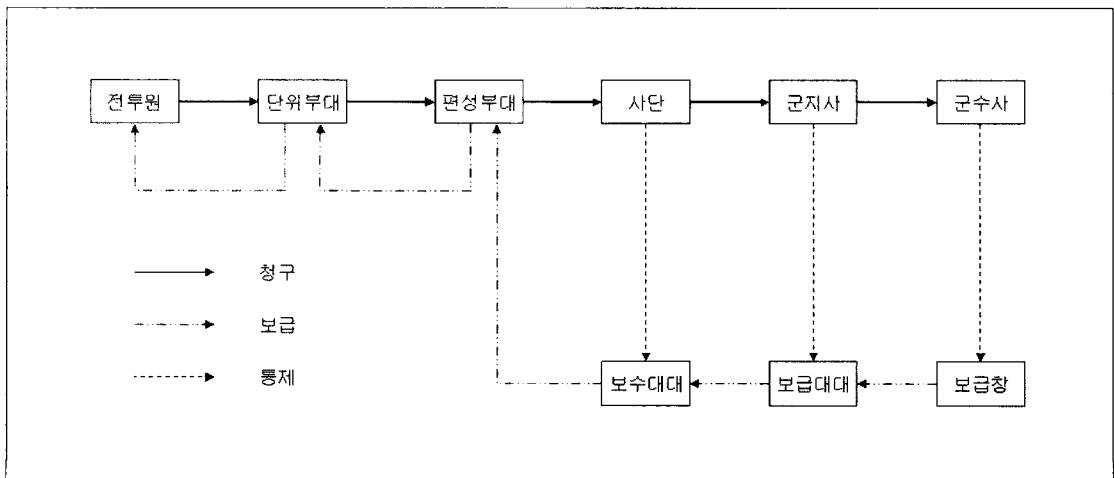 전투원 단위부대 편성부대 사단 군지사 군수사
청구
보급
통제
보수대대 보급대대 보급창